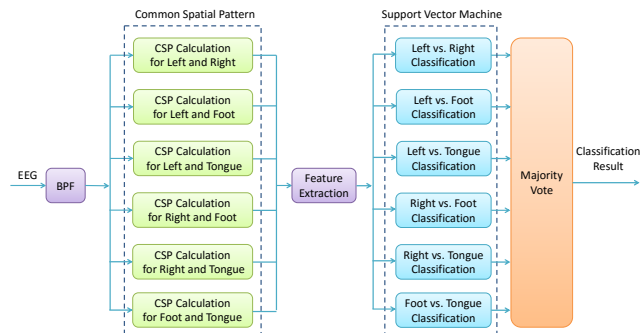 Common Spatial Pattern
Support Vector Machine
EEG
BPF
CSP Calculation
for Left and Right
CSP Calculation
for Left and Foot
CSP Calculation
for Left and Tongue
CSP Calculation
for Right and Foot
CSP Calculation
for Right and Tongue
CSP Calculation
for Foot and Tongue
Feature
Extraction
Left vs. Right
Classification
Left vs. Foot
Classification
Left vs. Tongue
Classification
Right vs. Foot
Classification
Right vs. Tongue
Classification
Foot vs. Tongue
Classification
Majority
Vote
Classification
Result